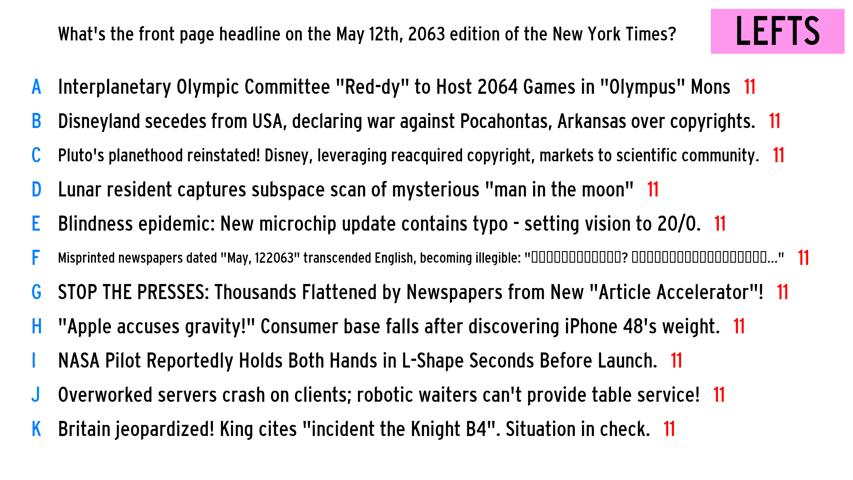 What's the front page headline on the May 12th, 2063 edition of the New York Times?
LEFTS
A Interplanetary Olympic Committee "Red-dy" to Host 2064 Games in "Olympus" Mons 11
B Disneyland secedes from USA, declaring war against Pocahontas, Arkansas over copyrights. 11
C Pluto's planethood reinstated! Disney, leveraging reacquired copyright, markets to scientific community. 11
D Lunar resident captures subspace scan of mysterious "man in the moon" 11
E Blindness epidemic: New microchip update contains typo - setting vision to 20/0. 11
F Misprinted newspapers dated "May, 122063" transcended English, becoming illegible: "▯▯▯▯▯▯▯▯▯▯▯▯? ▯▯▯▯▯▯▯▯▯▯▯▯▯▯▯▯▯▯..." 11
G STOP THE PRESSES: Thousands Flattened by Newspapers from New "Article Accelerator"! 11
H "Apple accuses gravity!" Consumer base falls after discovering iPhone 48's weight. 11
I NASA Pilot Reportedly Holds Both Hands in L-Shape Seconds Before Launch. 11
J Overworked servers crash on clients; robotic waiters can't provide table service! 11
K Britain jeopardized! King cites "incident the Knight B4". Situation in check. 11